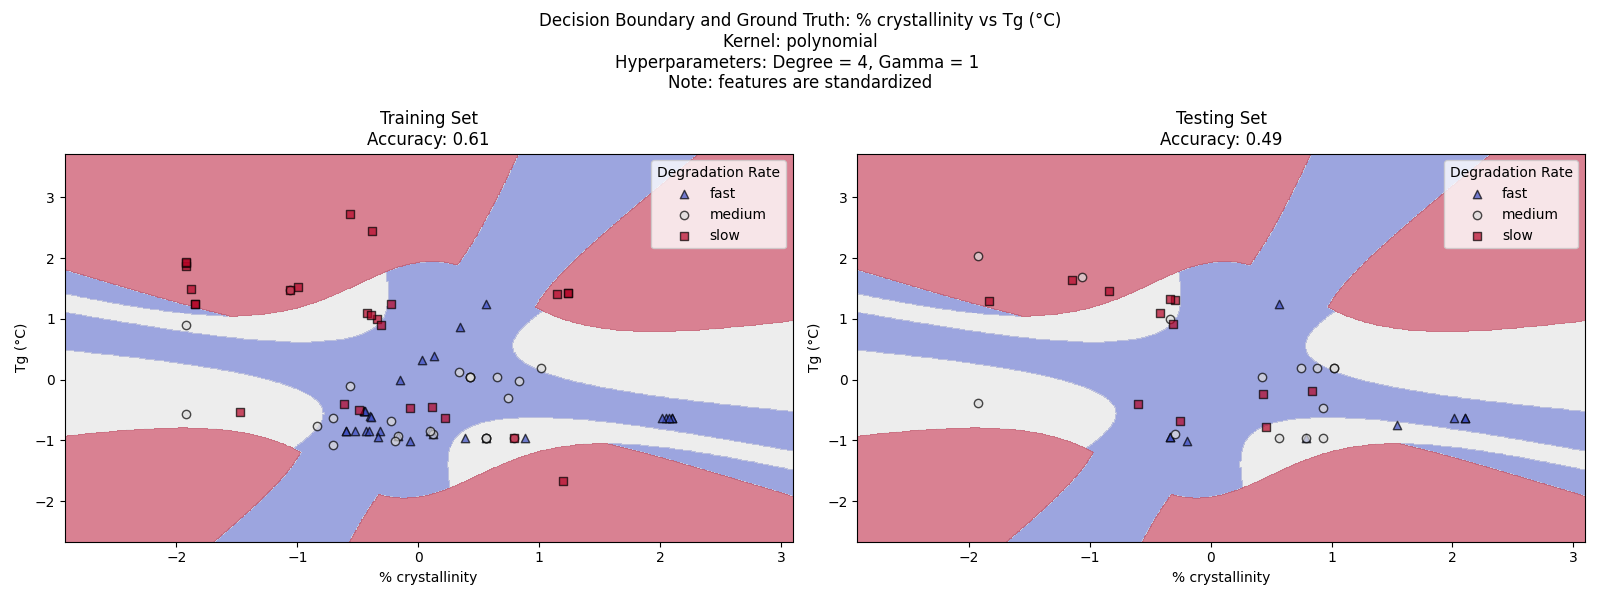 Decision Boundary and Ground Truth: % crystallinity vs Tg (°C)
Kernel: polynomial
Hyperparameters: Degree = 4, Gamma = 1
Note: features are standardized
Training Set
Accuracy: 0.61
Degradation Rate
fast
medium
slow
3
2
1
0
−1
−2
Tg (°C)
−2
−1
0
1
2
3
% crystallinity
Testing Set
Accuracy: 0.49
Degradation Rate
fast
medium
slow
3
2
1
0
−1
−2
Tg (°C)
−2
−1
0
1
2
3
% crystallinity